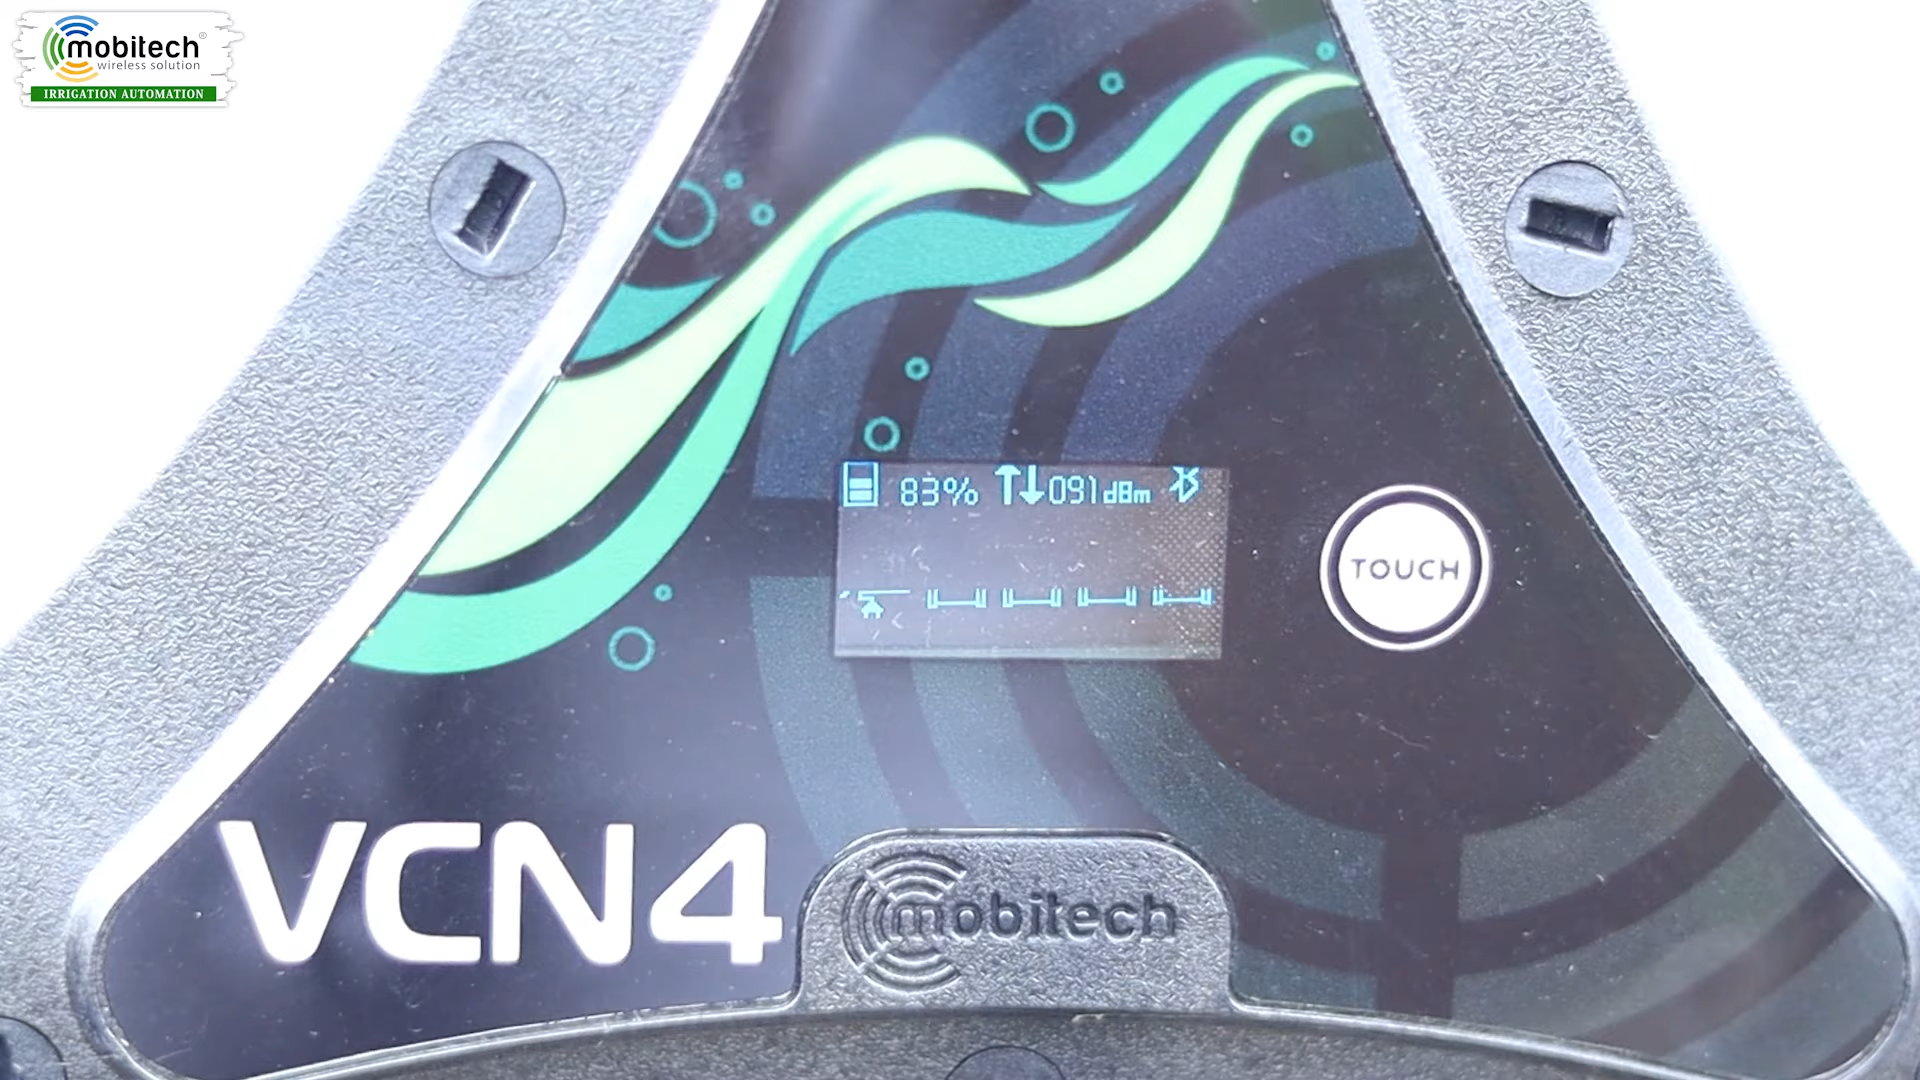 mobitech®
wireless solution
IRRIGATION AUTOMATION
83% 091dBm
TOUCH
VCN4
mobitech